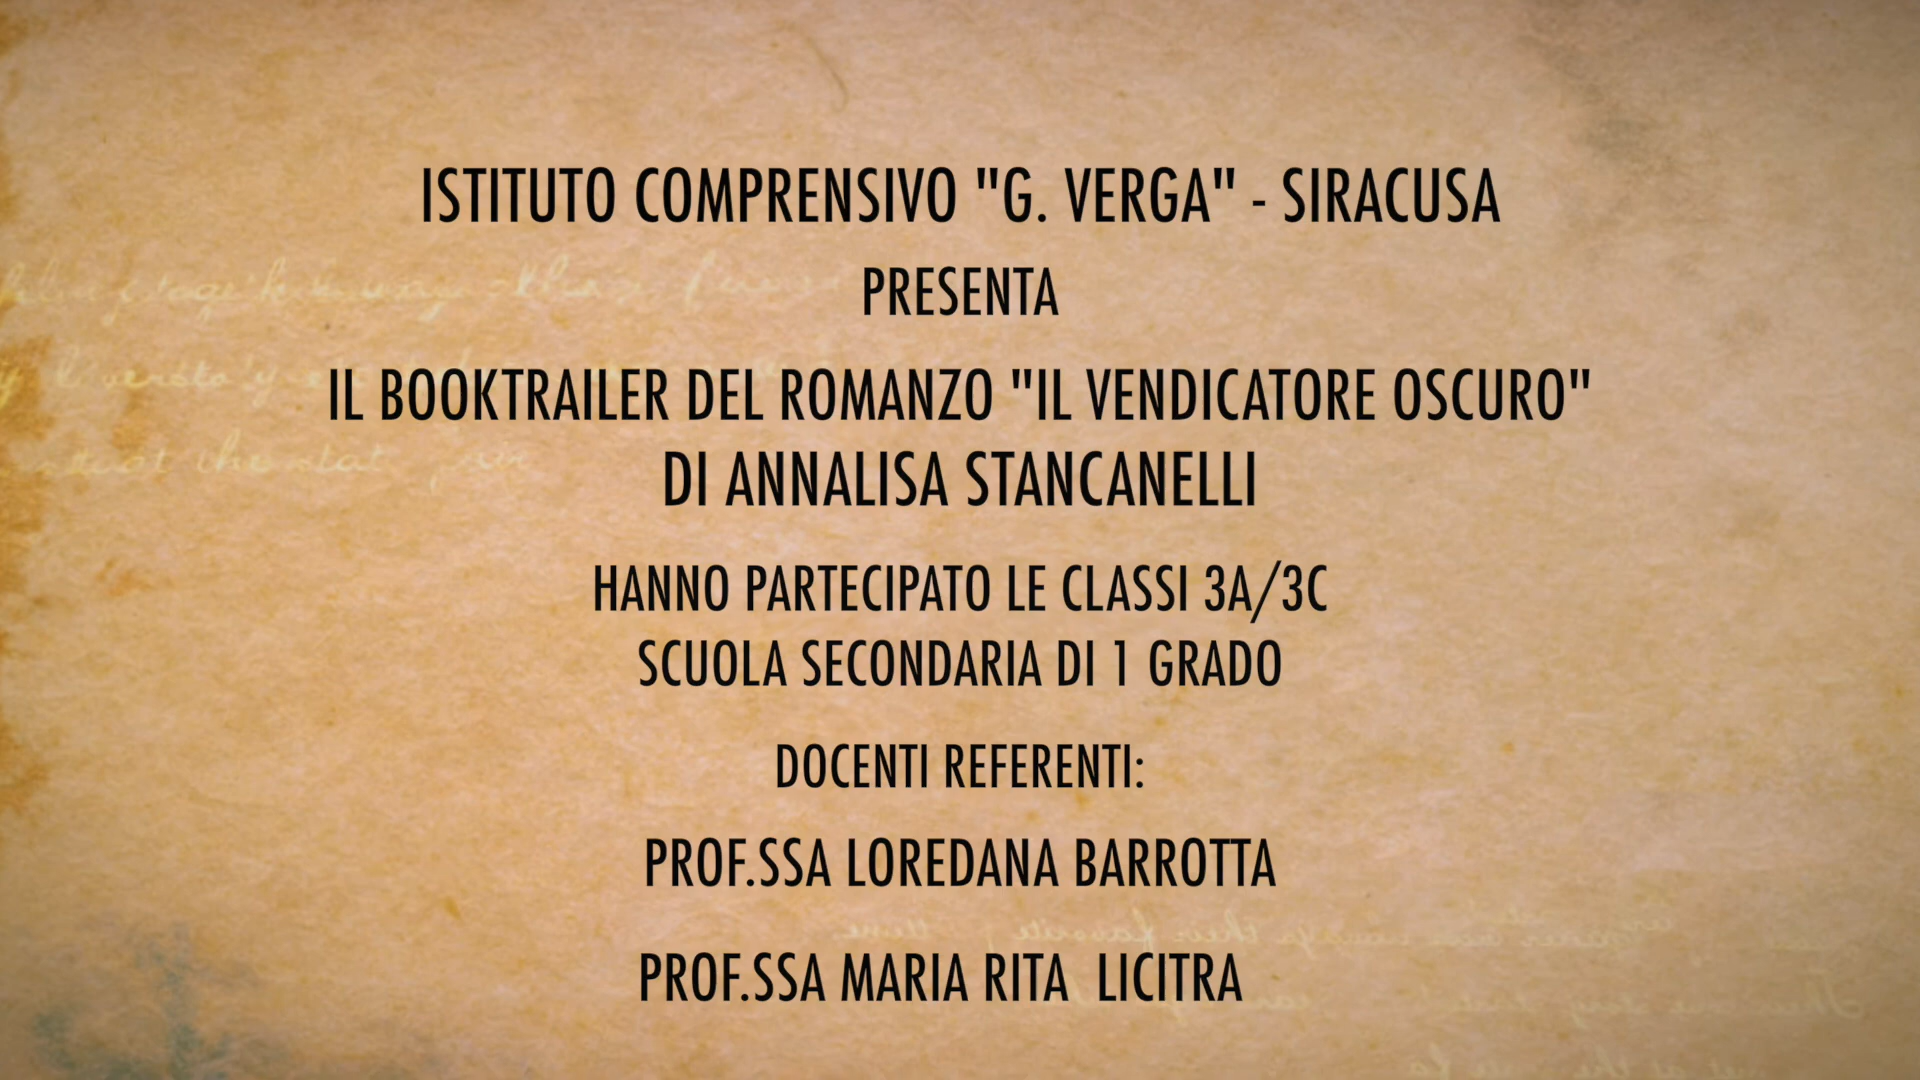 ISTITUTO COMPRENSIVO "G. VERGA" - SIRACUSA
PRESENTA
IL BOOKTRAILER DEL ROMANZO "IL VENDICATORE OSCURO"
DI ANNALISA STANCANELLI
HANNO PARTECIPATO LE CLASSI 3A/3C
SCUOLA SECONDARIA DI 1 GRADO
DOCENTI REFERENTI:
PROF.SSA LOREDANA BARROTTA
PROF.SSA MARIA RITA  LICITRA